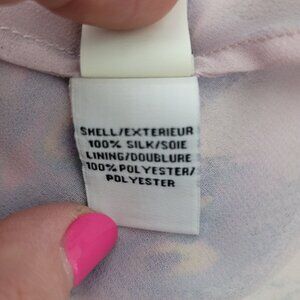 SHELL/EXTERIEUR
100% SILK/SOIE
LINING/DOUBLURE
100% POLYESTER/
POLYESTER